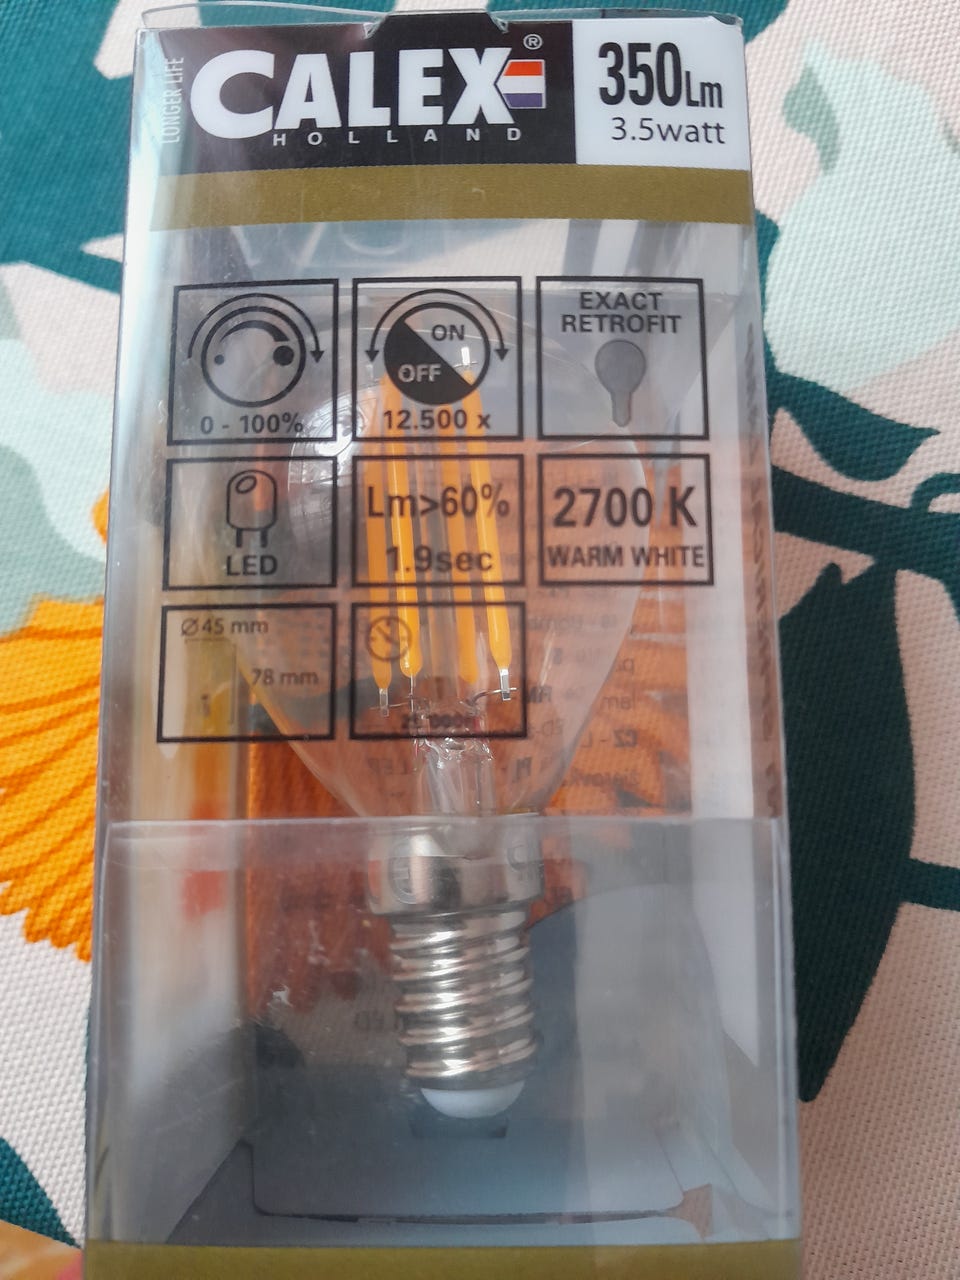 LONGER LIFE
CALEX®
HOLLAND
350Lm
3.5watt
0 - 100%
ON
OFF
12.500 x
EXACT
RETROFIT
LED
Lm>60%
1.9sec
2700 K
WARM WHITE
Ø45 mm
78 mm